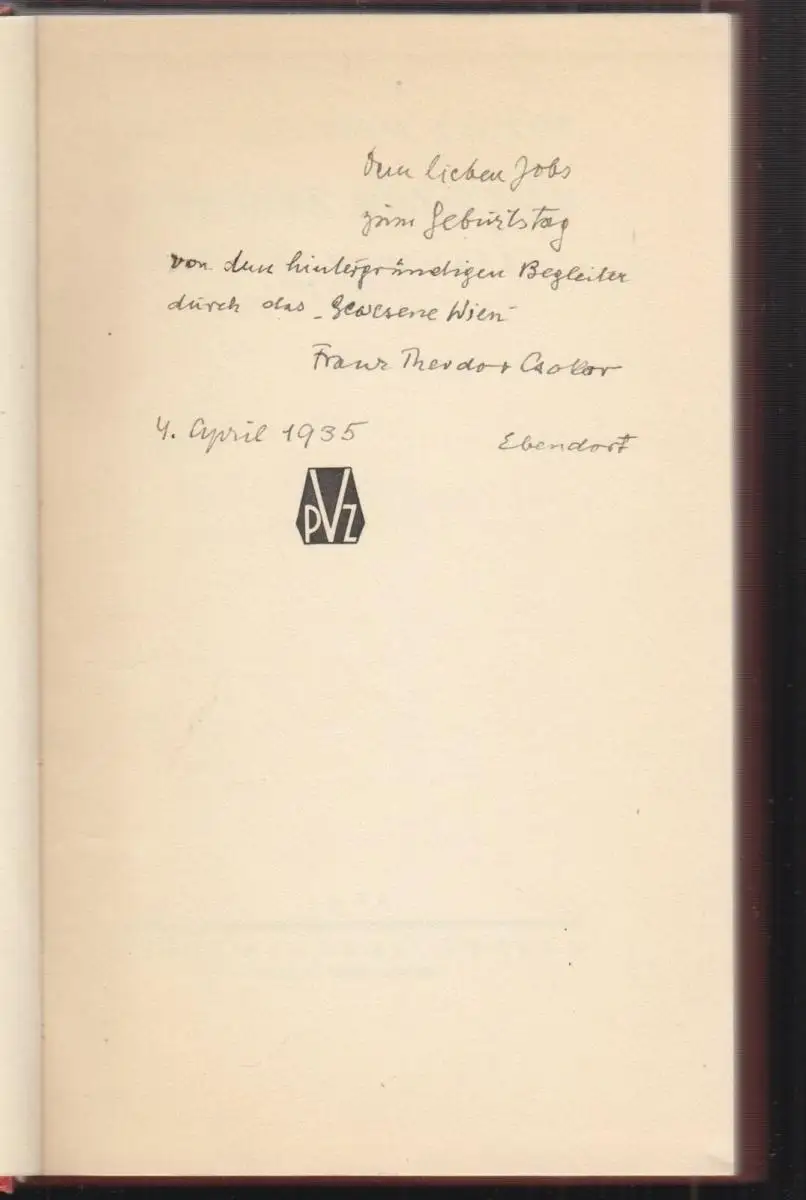 Dem lieben Jobs
zum Geburtstag
von dem hintergründigen Begleiter
durch das „Gewesene Wien"
Franz Theodor Csokor
4. April 1935 Ebendorf
PVZ